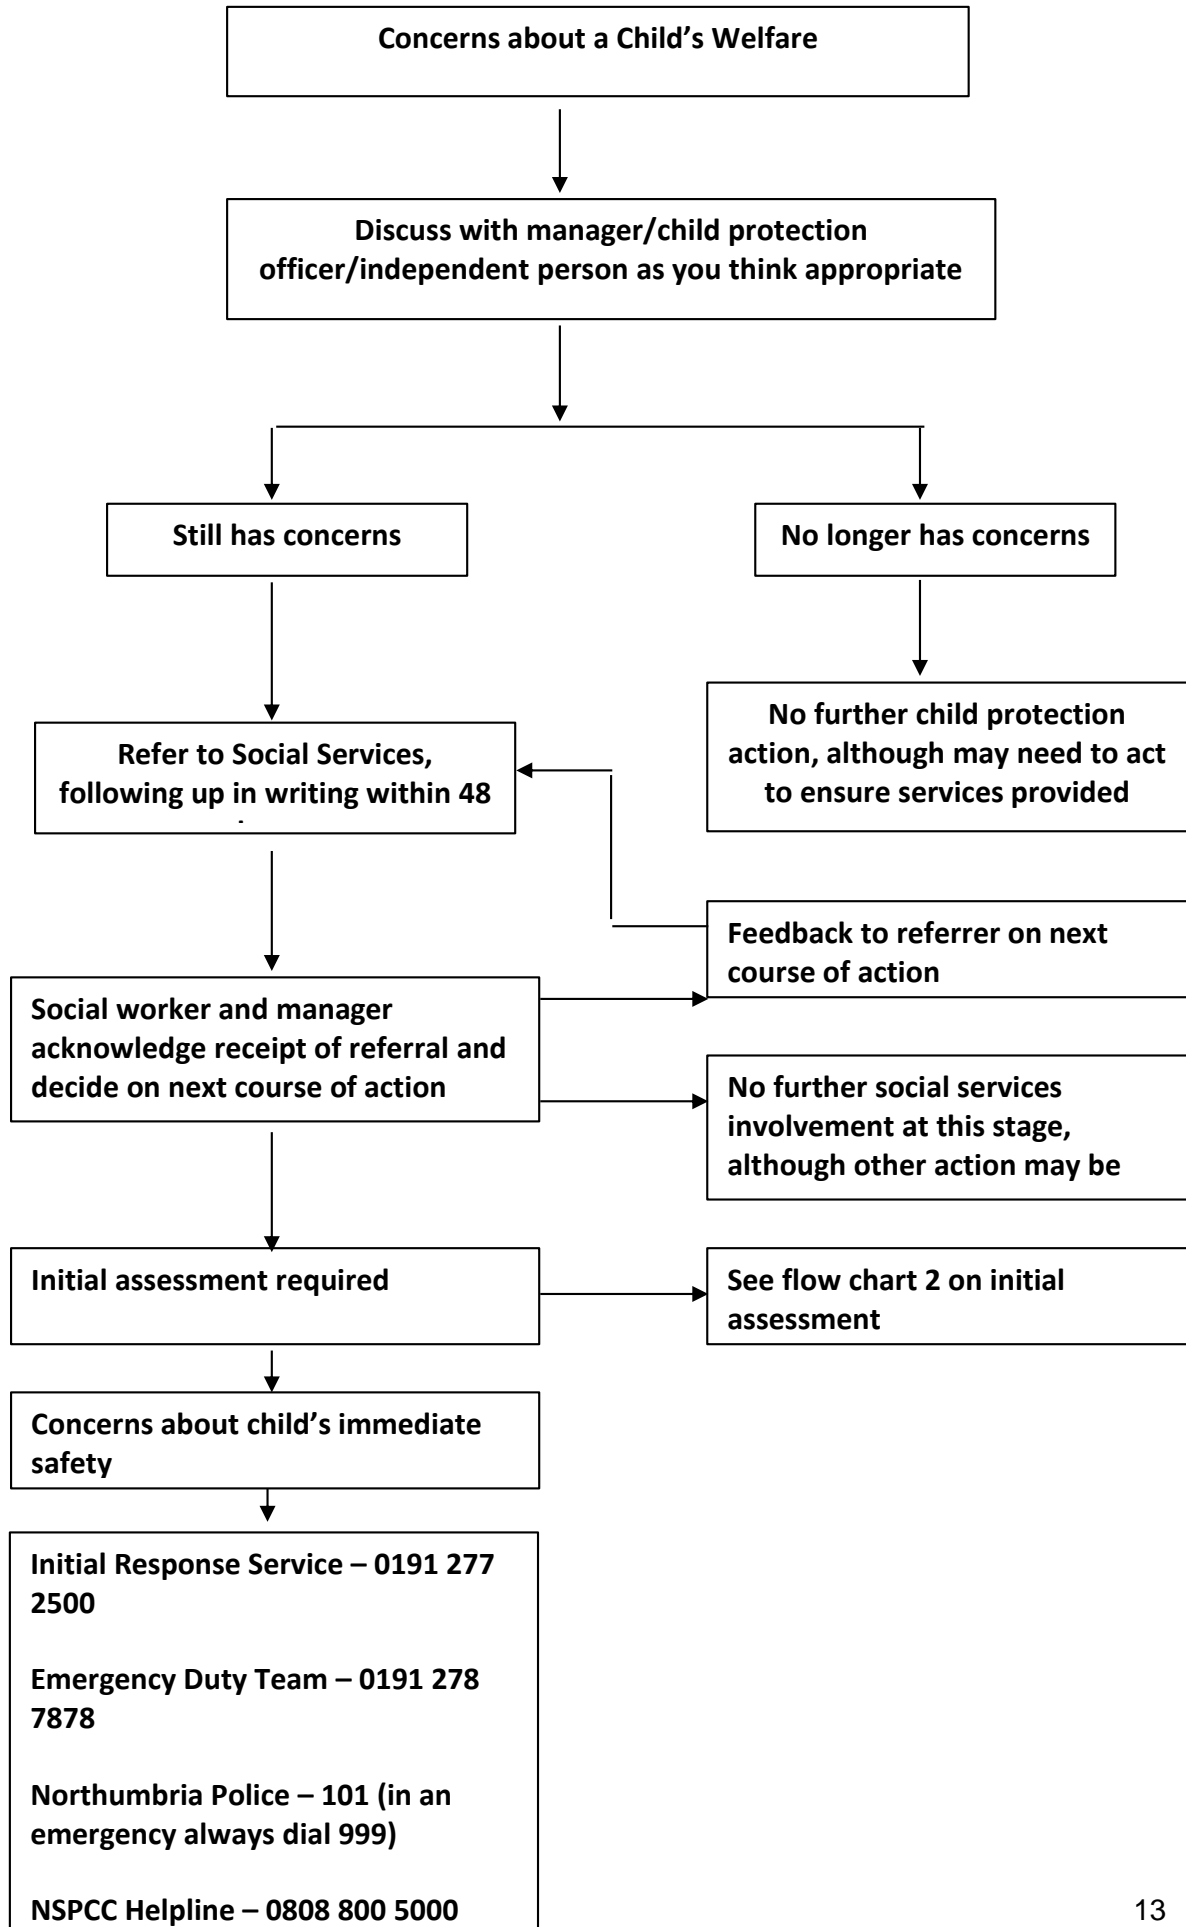 Concerns about a Child’s Welfare
Discuss with manager/child protection
officer/independent person as you think appropriate
Still has concerns
No longer has concerns
No further child protection
action, although may need to act
to ensure services provided
Refer to Social Services,
following up in writing within 48
Feedback to referrer on next
course of action
Social worker and manager
acknowledge receipt of referral and
decide on next course of action
No further social services
involvement at this stage,
although other action may be
Initial assessment required
See flow chart 2 on initial
assessment
Concerns about child’s immediate
safety
Initial Response Service – 0191 277
2500
Emergency Duty Team – 0191 278
7878
Northumbria Police – 101 (in an
emergency always dial 999)
NSPCC Helpline – 0808 800 5000
13